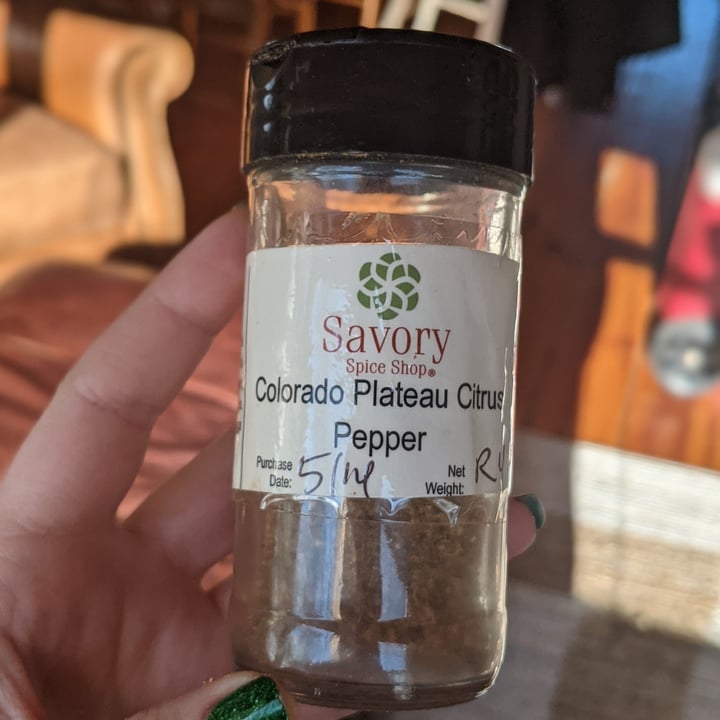 Savory
Spice Shop®
Colorado Plateau Citrus
Pepper
Purchase
Date:
Net
Weight: